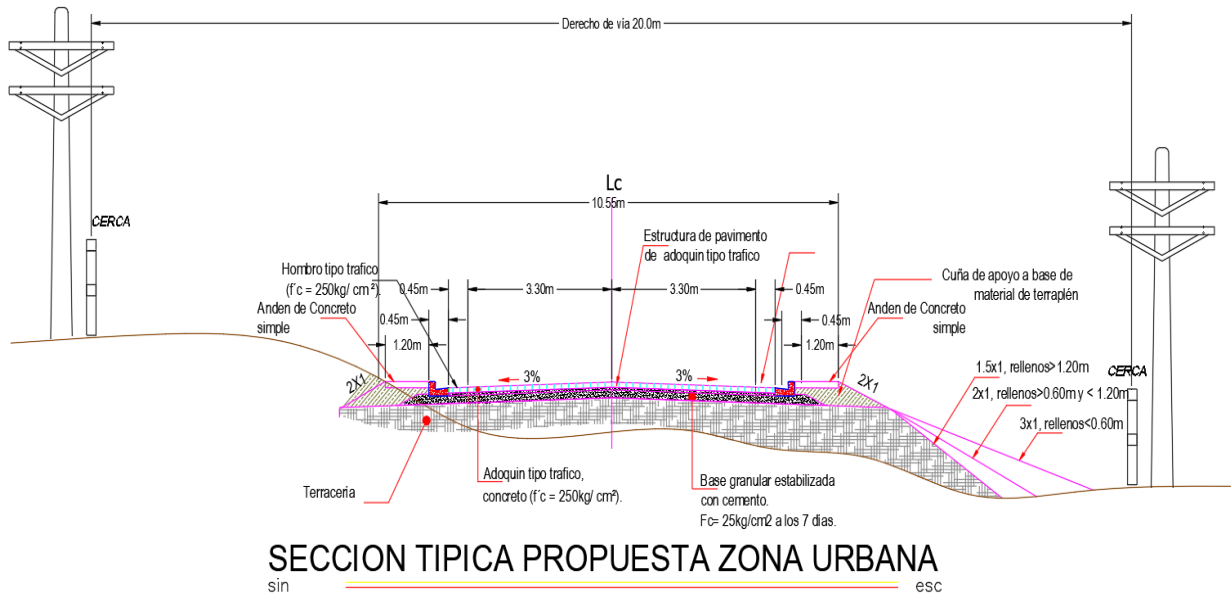 Derecho de vía 20.0m
CERCA
Lc
10.55m
Estructura de pavimento
de adoquin tipo trafico
Hombro tipo trafico
(f´c = 250kg/ cm²).
0.45m
3.30m
3.30m
0.45m
Cuña de apoyo a base de
material de terraplén
Anden de Concreto
simple
0.45m
0.45m
Anden de Concreto
simple
1.20m
1.20m
2X1
3%
3%
2X1
1.5x1, rellenos>1.20m
2x1, rellenos>0.60m y < 1.20m
3x1, rellenos<0.60m
CERCA
Terraceria
Adoquin tipo trafico,
concreto (f´c = 250kg/ cm²).
Base granular estabilizada
con cemento.
Fc= 25kg/cm2 a los 7 dias.
SECCION TIPICA PROPUESTA ZONA URBANA
sin esc